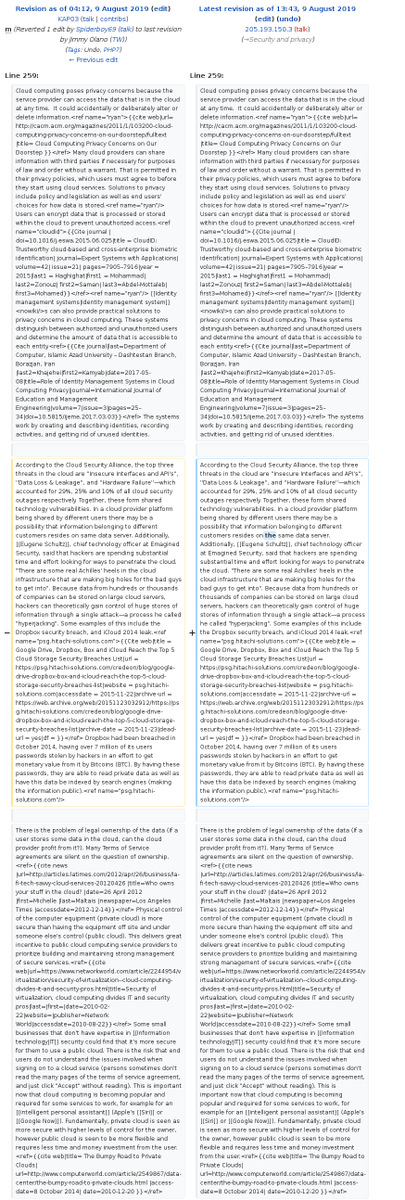 Revision as of 04:12, 9 August 2019 (edit)
KAP03 (talk | contribs)
m (Reverted 1 edit by Spiderboy69 (talk) to last revision
by Jimmy Olano (TW))
(Tags: Undo, PHP7)
← Previous edit
Latest revision as of 13:43, 9 August 2019
(edit) (undo)
205.193.150.3 (talk)
(→Security and privacy)
Line 259:
Cloud computing poses privacy concerns because the
service provider can access the data that is in the cloud
at any time. It could accidentally or deliberately alter or
delete information.<ref name="ryan">{{cite web|url=
http://cacm.acm.org/magazines/2011/1/103200-cloud-
computing-privacy-concerns-on-our-doorstep/fulltext
|title= Cloud Computing Privacy Concerns on Our
Doorstep }}</ref> Many cloud providers can share
information with third parties if necessary for purposes
of law and order without a warrant. That is permitted in
their privacy policies, which users must agree to before
they start using cloud services. Solutions to privacy
include policy and legislation as well as end users'
choices for how data is stored.<ref name="ryan"/>
Users can encrypt data that is processed or stored
within the cloud to prevent unauthorized access.<ref
name="cloudid">{{Cite journal |
doi=10.1016/j.eswa.2015.06.025|title = CloudID:
Trustworthy cloud-based and cross-enterprise biometric
identification| journal=Expert Systems with Applications|
volume=42|issue=21| pages=7905–7916|year =
2015|last1 = Haghighat|first1 = Mohammad|
last2=Zonouz| first2=Saman| last3=Abdel-Mottaleb|
first3=Mohamed}}</ref><ref name="ryan"/> [[Identity
management systems|Identity management system]]
<nowiki/>s can also provide practical solutions to
privacy concerns in cloud computing. These systems
distinguish between authorized and unauthorized users
and determine the amount of data that is accessible to
each entity<ref>{{Cite journal|last=Department of
Computer, Islamic Azad University – Dashtestan Branch,
Borazjan, Iran
|last2=Khajehei|first2=Kamyab|date=2017-05-
08|title=Role of Identity Management Systems in Cloud
Computing Privacy|journal=International Journal of
Education and Management
Engineering|volume=7|issue=3|pages=25–
34|doi=10.5815/ijeme.2017.03.03}}</ref> The systems
work by creating and describing identities, recording
activities, and getting rid of unused identities.
−
According to the Cloud Security Alliance, the top three
threats in the cloud are "Insecure Interfaces and API's",
"Data Loss & Leakage", and "Hardware Failure"—which
accounted for 29%, 25% and 10% of all cloud security
outages respectively. Together, these form shared
technology vulnerabilities. In a cloud provider platform
being shared by different users there may be a
possibility that information belonging to different
customers resides on same data server. Additionally,
[[Eugene Schultz]], chief technology officer at Emagined
Security, said that hackers are spending substantial
time and effort looking for ways to penetrate the cloud.
"There are some real Achilles' heels in the cloud
infrastructure that are making big holes for the bad guys
to get into". Because data from hundreds or thousands
of companies can be stored on large cloud servers,
hackers can theoretically gain control of huge stores of
information through a single attack—a process he called
"hyperjacking". Some examples of this include the
Dropbox security breach, and iCloud 2014 leak.<ref
name="psg.hitachi-solutions.com">{{Cite web|title =
Google Drive, Dropbox, Box and iCloud Reach the Top 5
Cloud Storage Security Breaches List|url =
https://psg.hitachi-solutions.com/credeon/blog/google-
drive-dropbox-box-and-icloud-reach-the-top-5-cloud-
storage-security-breaches-list|website = psg.hitachi-
solutions.com|accessdate = 2015-11-22|archive-url =
https://web.archive.org/web/20151123032912/https://ps
g.hitachi-solutions.com/credeon/blog/google-drive-
dropbox-box-and-icloud-reach-the-top-5-cloud-storage-
security-breaches-list|archive-date = 2015-11-23|dead-
url = yes|df = }}</ref> Dropbox had been breached in
October 2014, having over 7 million of its users
passwords stolen by hackers in an effort to get
monetary value from it by Bitcoins (BTC). By having
these passwords, they are able to read private data as well as
have this data be indexed by search engines (making
the information public).<ref name="psg.hitachi-
solutions.com"/>
There is the problem of legal ownership of the data (If a
user stores some data in the cloud, can the cloud
provider profit from it?). Many Terms of Service
agreements are silent on the question of ownership.
<ref>{{cite news
|url=http://articles.latimes.com/2012/apr/26/business/la-
fi-tech-savvy-cloud-services-20120426 |title=Who owns
your stuff in the cloud? |date=26 April 2012
|first=Michelle |last=Maltais |newspaper=Los Angeles
Times |accessdate=2012-12-14}}</ref> Physical control
of the computer equipment (private cloud) is more
secure than having the equipment off site and under
someone else's control (public cloud). This delivers great
incentive to public cloud computing service providers to
prioritize building and maintaining strong management
of secure services.<ref>{{cite
web|url=https://www.networkworld.com/article/2244954/v
irtualization/security-of-virtualization--cloud-computing-
divides-it-and-security-pros.html|title=Security of
virtualization, cloud computing divides IT and security
pros|last=|first=|date=2010-02-
22|website=|publisher=Network
World|accessdate=2010-08-22}}</ref> Some small
businesses that don't have expertise in [[information
technology|IT]] security could find that it's more secure
for them to use a public cloud. There is the risk that end
users do not understand the issues involved when
signing on to a cloud service (persons sometimes don't
read the many pages of the terms of service agreement,
and just click "Accept" without reading). This is important
now that cloud computing is becoming popular and
required for some services to work, for example for
an [[intelligent personal assistant]] (Apple's [[Siri]] or
[[Google Now]]). Fundamentally, private cloud is seen as
more secure with higher levels of control for the owner,
however public cloud is seen to be more flexible and
requires less time and money investment from the user.
<ref>{{cite web|title= The Bumpy Road to Private
Clouds|
url=http://www.computerworld.com/article/2549867/data-
center/the-bumpy-road-to-private-clouds.html |access-
date=8 October 2014| date=2010-12-20 }}</ref>
Line 259:
Cloud computing poses privacy concerns because the
service provider can access the data that is in the cloud
at any time. It could accidentally or deliberately alter or
delete information.<ref name="ryan">{{cite web|url=
http://cacm.acm.org/magazines/2011/1/103200-cloud-
computing-privacy-concerns-on-our-doorstep/fulltext
|title= Cloud Computing Privacy Concerns on Our
Doorstep }}</ref> Many cloud providers can share
information with third parties if necessary for purposes
of law and order without a warrant. That is permitted in
their privacy policies, which users must agree to before
they start using cloud services. Solutions to privacy
include policy and legislation as well as end users'
choices for how data is stored.<ref name="ryan"/>
Users can encrypt data that is processed or stored
within the cloud to prevent unauthorized access.<ref
name="cloudid">{{Cite journal |
doi=10.1016/j.eswa.2015.06.025|title = CloudID:
Trustworthy cloud-based and cross-enterprise biometric
identification| journal=Expert Systems with Applications|
volume=42|issue=21| pages=7905–7916|year =
2015|last1 = Haghighat|first1 = Mohammad|
last2=Zonouz| first2=Saman| last3=Abdel-Mottaleb|
first3=Mohamed}}</ref><ref name="ryan"/> [[Identity
management systems|Identity management system]]
<nowiki/>s can also provide practical solutions to
privacy concerns in cloud computing. These systems
distinguish between authorized and unauthorized users
and determine the amount of data that is accessible to
each entity<ref>{{Cite journal|last=Department of
Computer, Islamic Azad University – Dashtestan Branch,
Borazjan, Iran
|last2=Khajehei|first2=Kamyab|date=2017-05-
08|title=Role of Identity Management Systems in Cloud
Computing Privacy|journal=International Journal of
Education and Management
Engineering|volume=7|issue=3|pages=25–
34|doi=10.5815/ijeme.2017.03.03}}</ref> The systems
work by creating and describing identities, recording
activities, and getting rid of unused identities.
+
According to the Cloud Security Alliance, the top three
threats in the cloud are "Insecure Interfaces and API's",
"Data Loss & Leakage", and "Hardware Failure"—which
accounted for 29%, 25% and 10% of all cloud security
outages respectively. Together, these form shared
technology vulnerabilities. In a cloud provider platform
being shared by different users there may be a
possibility that information belonging to different
customers resides on the same data server.
Additionally, [[Eugene Schultz]], chief technology officer
at Emagined Security, said that hackers are spending substantial
time and effort looking for ways to penetrate the cloud.
"There are some real Achilles' heels in the cloud
infrastructure that are making big holes for the bad guys
to get into". Because data from hundreds or thousands
of companies can be stored on large cloud servers,
hackers can theoretically gain control of huge stores of
information through a single attack—a process he called
"hyperjacking". Some examples of this include the
Dropbox security breach, and iCloud 2014 leak.<ref
name="psg.hitachi-solutions.com">{{Cite web|title =
Google Drive, Dropbox, Box and iCloud Reach the Top 5
Cloud Storage Security Breaches List|url =
https://psg.hitachi-solutions.com/credeon/blog/google-
drive-dropbox-box-and-icloud-reach-the-top-5-cloud-
storage-security-breaches-list|website = psg.hitachi-
solutions.com|accessdate = 2015-11-22|archive-url =
https://web.archive.org/web/20151123032912/https://ps
g.hitachi-solutions.com/credeon/blog/google-drive-
dropbox-box-and-icloud-reach-the-top-5-cloud-storage-
security-breaches-list|archive-date = 2015-11-23|dead-
url = yes|df = }}</ref> Dropbox had been breached in
October 2014, having over 7 million of its users
passwords stolen by hackers in an effort to get
monetary value from it by Bitcoins (BTC). By having
these passwords, they are able to read private data as well as
have this data be indexed by search engines (making
the information public).<ref name="psg.hitachi-
solutions.com"/>
There is the problem of legal ownership of the data (If a
user stores some data in the cloud, can the cloud
provider profit from it?). Many Terms of Service
agreements are silent on the question of ownership.
<ref>{{cite news
|url=http://articles.latimes.com/2012/apr/26/business/la-
fi-tech-savvy-cloud-services-20120426 |title=Who owns
your stuff in the cloud? |date=26 April 2012
|first=Michelle |last=Maltais |newspaper=Los Angeles
Times |accessdate=2012-12-14}}</ref> Physical control
of the computer equipment (private cloud) is more
secure than having the equipment off site and under
someone else's control (public cloud). This delivers great
incentive to public cloud computing service providers to
prioritize building and maintaining strong management
of secure services.<ref>{{cite
web|url=https://www.networkworld.com/article/2244954/v
irtualization/security-of-virtualization--cloud-computing-
divides-it-and-security-pros.html|title=Security of
virtualization, cloud computing divides IT and security
pros|last=|first=|date=2010-02-
22|website=|publisher=Network
World|accessdate=2010-08-22}}</ref> Some small
businesses that don't have expertise in [[information
technology|IT]] security could find that it's more secure
for them to use a public cloud. There is the risk that end
users do not understand the issues involved when
signing on to a cloud service (persons sometimes don't
read the many pages of the terms of service agreement,
and just click "Accept" without reading). This is important
now that cloud computing is becoming popular and
required for some services to work, for example for
an [[intelligent personal assistant]] (Apple's [[Siri]] or
[[Google Now]]). Fundamentally, private cloud is seen as
more secure with higher levels of control for the owner,
however public cloud is seen to be more flexible and
requires less time and money investment from the user.
<ref>{{cite web|title= The Bumpy Road to Private
Clouds|
url=http://www.computerworld.com/article/2549867/data-
center/the-bumpy-road-to-private-clouds.html |access-
date=8 October 2014| date=2010-12-20 }}</ref>